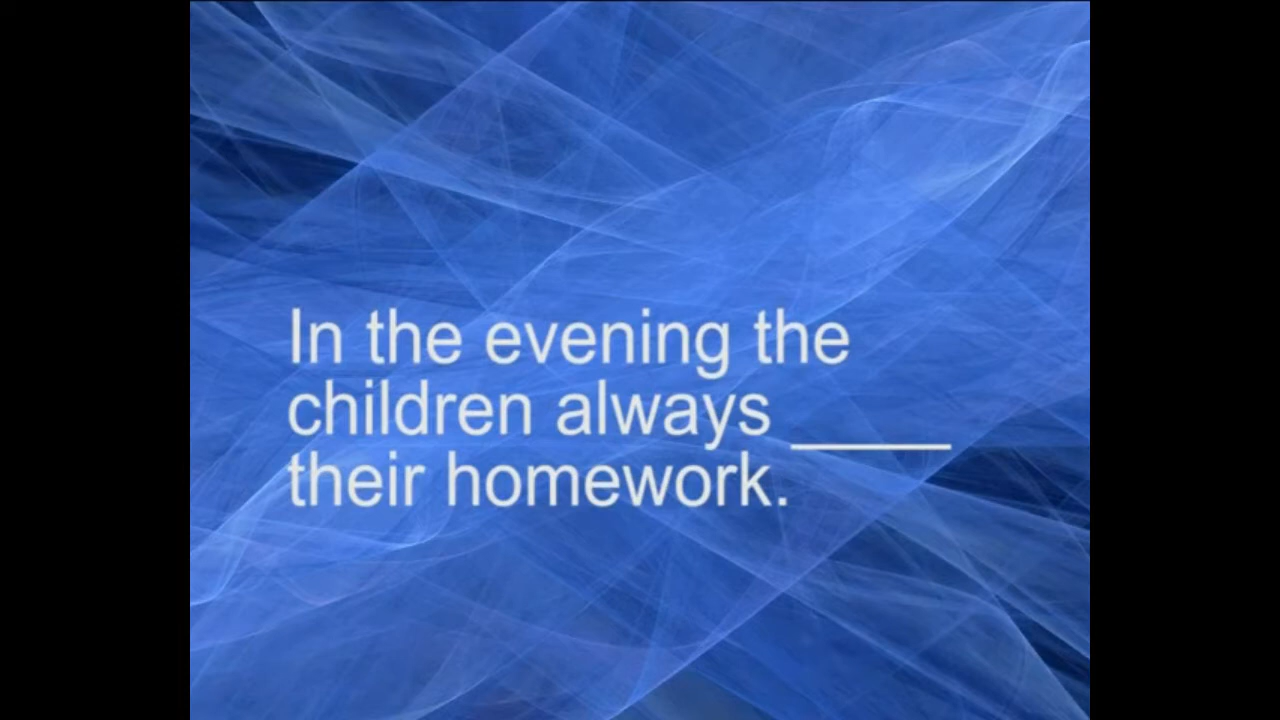 In the evening the
children always _____
their homework.